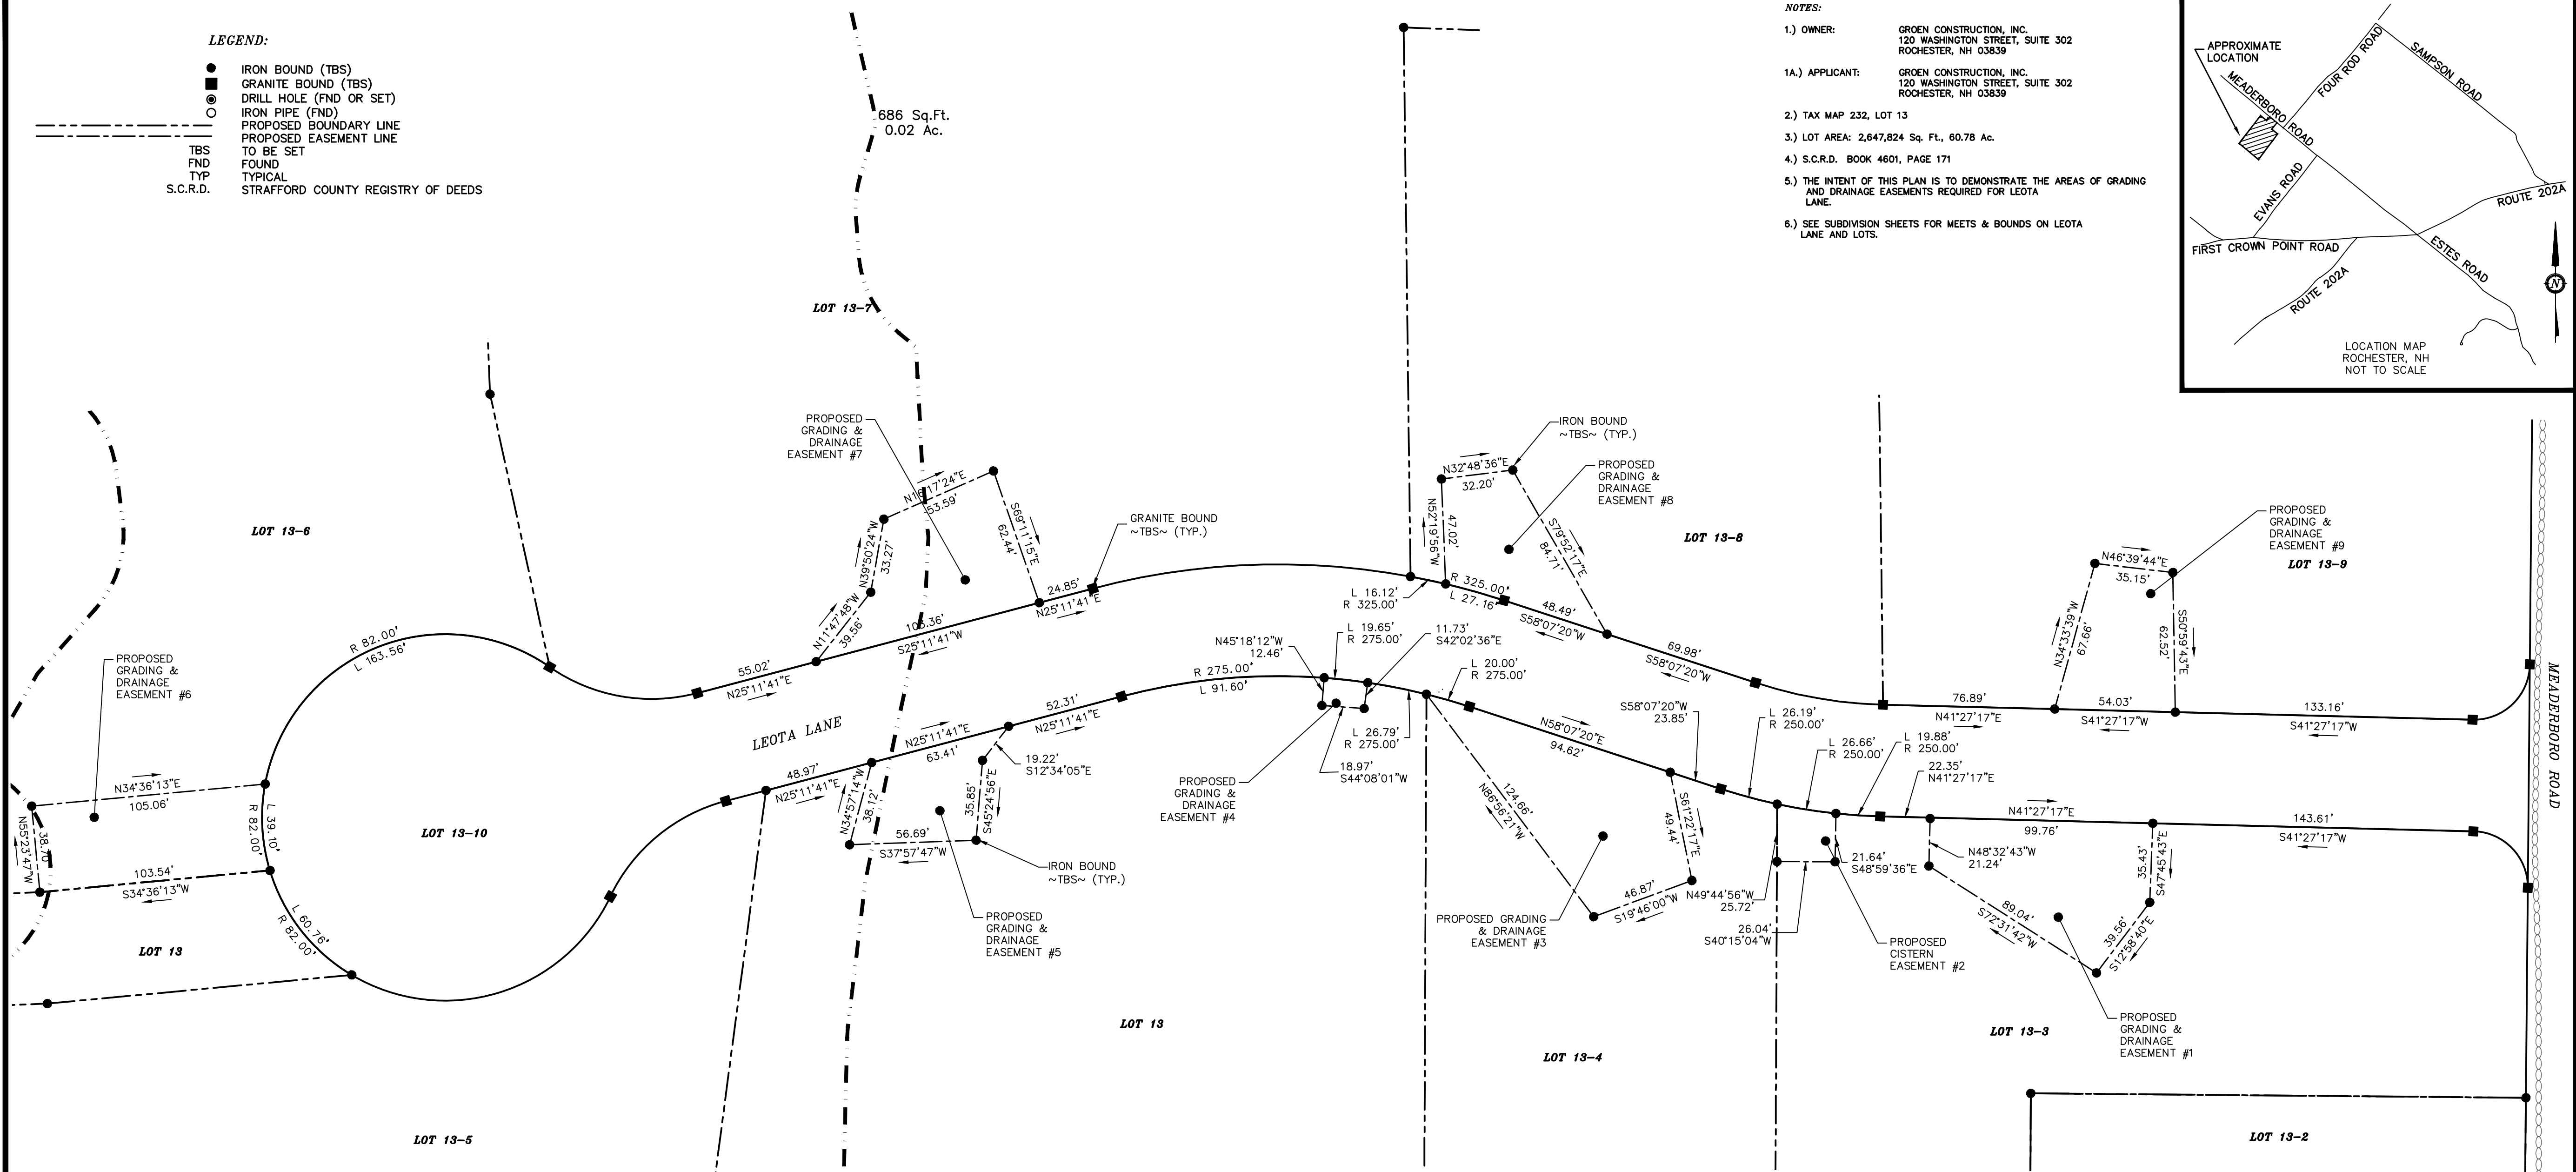 LEGEND:
IRON BOUND (TBS)
GRANITE BOUND (TBS)
DRILL HOLE (FND OR SET)
IRON PIPE (FND)
PROPOSED BOUNDARY LINE
PROPOSED EASEMENT LINE
TBS TO BE SET
FND FOUND
TYP TYPICAL
S.C.R.D. STRAFFORD COUNTY REGISTRY OF DEEDS
686 Sq.Ft.
0.02 Ac.
NOTES:
1.) OWNER: GROEN CONSTRUCTION, INC.
120 WASHINGTON STREET, SUITE 302
ROCHESTER, NH 03839
1A.) APPLICANT: GROEN CONSTRUCTION, INC.
120 WASHINGTON STREET, SUITE 302
ROCHESTER, NH 03839
2.) TAX MAP 232, LOT 13
3.) LOT AREA: 2,647,824 Sq. Ft., 60.78 Ac.
4.) S.C.R.D. BOOK 4601, PAGE 171
5.) THE INTENT OF THIS PLAN IS TO DEMONSTRATE THE AREAS OF GRADING
AND DRAINAGE EASEMENTS REQUIRED FOR LEOTA
LANE.
6.) SEE SUBDIVISION SHEETS FOR MEETS & BOUNDS ON LEOTA
LANE AND LOTS.
APPROXIMATE
LOCATION
MEADERBORO ROAD
FOUR ROD ROAD
SAMPSON ROAD
EVANS ROAD
ROUTE 202A
FIRST CROWN POINT ROAD
ESTES ROAD
ROUTE 202A
N
LOCATION MAP
ROCHESTER, NH
NOT TO SCALE
LOT 13-7
PROPOSED
GRADING &
DRAINAGE
EASEMENT #7
N16°17'24"E
53.59'
N39°50'24"W
33.27'
N11°47'48"W
39.56'
S69°11'15"E
62.44'
103.36'
S25°11'41"W
24.85'
N25°11'41"E
GRANITE BOUND
~TBS~ (TYP.)
IRON BOUND
~TBS~ (TYP.)
N32°48'36"E
32.20'
N52°19'56"W
47.02'
S79°52'17"E
84.71'
PROPOSED
GRADING &
DRAINAGE
EASEMENT #8
LOT 13-8
R 325.00'
L 27.16'
L 16.12'
R 325.00'
48.49'
S58°07'20"W
69.98'
S58°07'20"W
PROPOSED
GRADING &
DRAINAGE
EASEMENT #9
LOT 13-9
N46°39'44"E
35.15'
N34°33'39"W
67.66'
S50°59'43"E
62.52'
76.89'
N41°27'17"E
54.03'
S41°27'17"W
133.16'
S41°27'17"W
MEADERBORO ROAD
LOT 13-6
R 82.00'
L 163.56'
55.02'
N25°11'41"E
LEOTA LANE
PROPOSED
GRADING &
DRAINAGE
EASEMENT #6
N34°36'13"E
105.06'
N55°23'47"W
38.70'
L 39.10'
R 82.00'
103.54'
S34°36'13"W
L 60.76'
R 82.00'
LOT 13-10
LOT 13
LOT 13-5
48.97'
N25°11'41"E
N25°11'41"E
63.41'
52.31'
N25°11'41"E
19.22'
S12°34'05"E
N34°57'14"W
38.12'
35.85'
S45°24'56"E
56.69'
S37°57'47"W
IRON BOUND
~TBS~ (TYP.)
PROPOSED
GRADING &
DRAINAGE
EASEMENT #5
R 275.00'
L 91.60'
N45°18'12"W
12.46'
L 19.65'
R 275.00'
11.73'
S42°02'36"E
L 20.00'
R 275.00'
L 26.79'
R 275.00'
18.97'
S44°08'01"W
PROPOSED
GRADING &
DRAINAGE
EASEMENT #4
LOT 13
N58°07'20"E
94.62'
124.66'
N86°56'21"W
S61°22'17"E
49.44'
46.87'
S19°46'00"W
PROPOSED GRADING
& DRAINAGE
EASEMENT #3
LOT 13-4
S58°07'20"W
23.85'
L 26.19'
R 250.00'
L 26.66'
R 250.00'
L 19.88'
R 250.00'
22.35'
N41°27'17"E
N49°44'56"W
25.72'
26.04'
S40°15'04"W
21.64'
S48°59'36"E
PROPOSED
CISTERN
EASEMENT #2
N48°32'43"W
21.24'
N41°27'17"E
99.76'
143.61'
S41°27'17"W
35.43'
S47°45'43"E
39.56'
S12°58'40"E
89.04'
S72°31'42"W
PROPOSED
GRADING &
DRAINAGE
EASEMENT #1
LOT 13-3
LOT 13-2